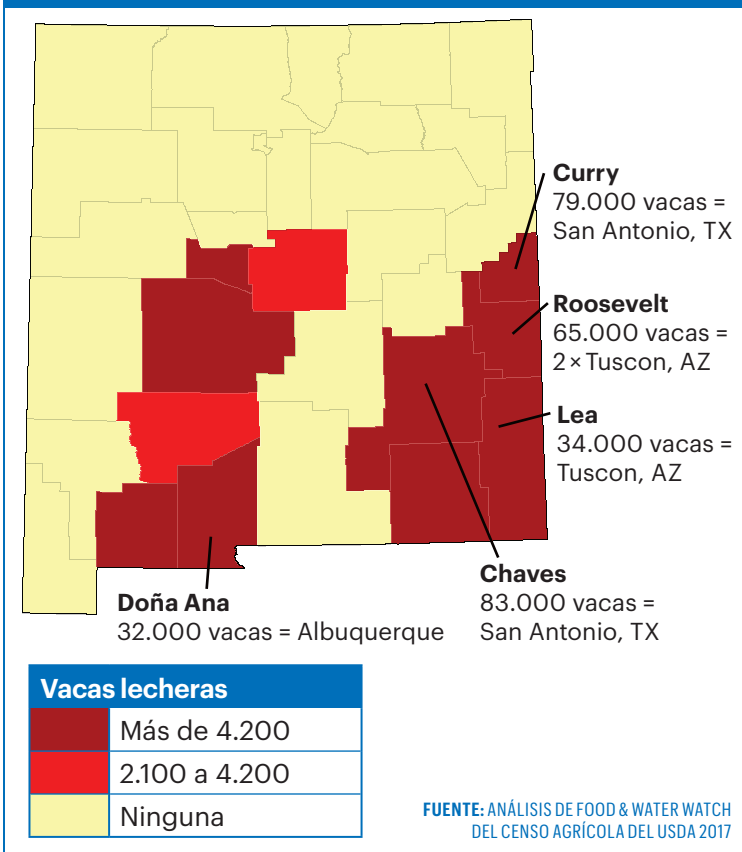 Curry
79.000 vacas =
San Antonio, TX
Roosevelt
65.000 vacas =
2 × Tuscon, AZ
Lea
34.000 vacas =
Tuscon, AZ
Chaves
83.000 vacas =
San Antonio, TX
Doña Ana
32.000 vacas = Albuquerque
Vacas lecheras
Más de 4.200
2.100 a 4.200
Ninguna
FUENTE: ANÁLISIS DE FOOD & WATER WATCH
DEL CENSO AGRÍCOLA DEL USDA 2017